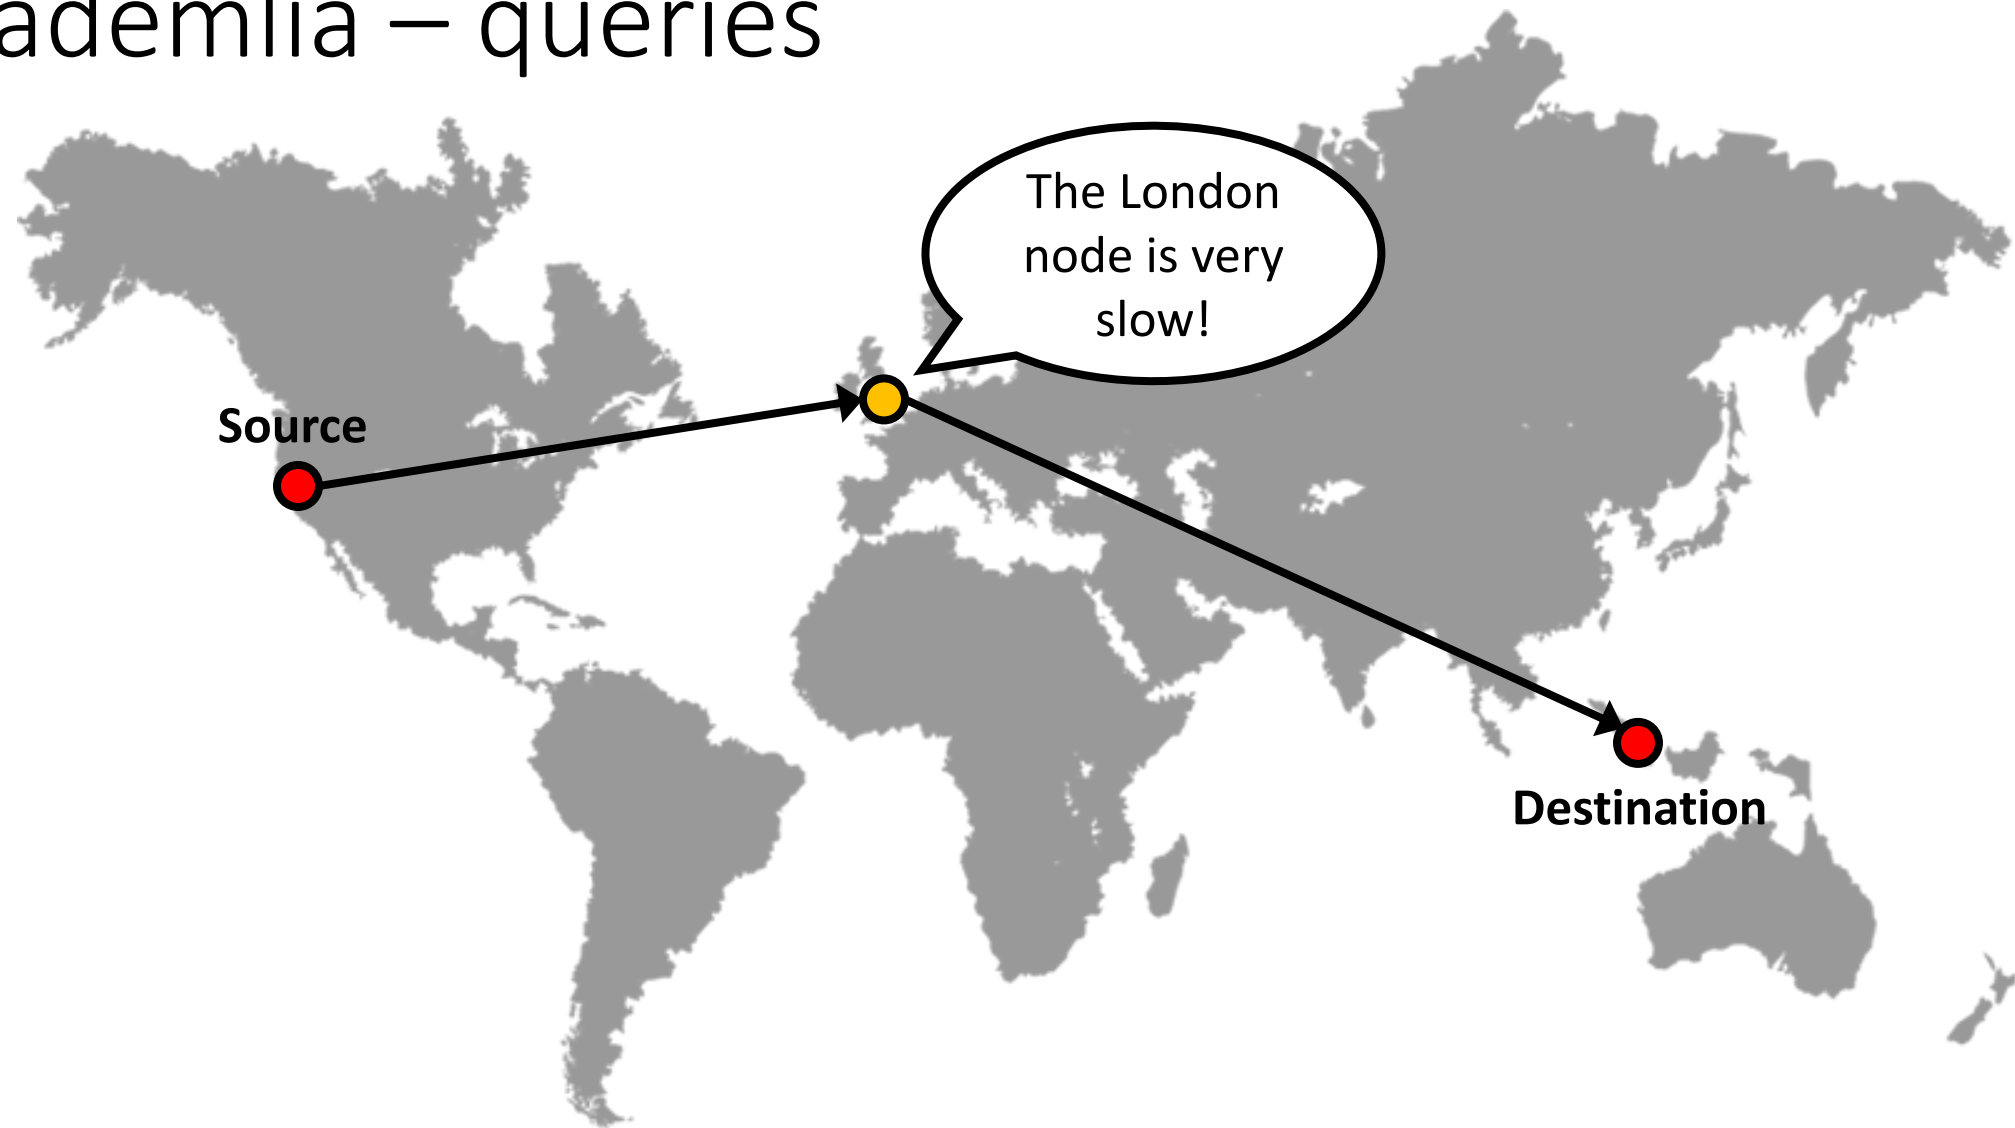 ademlia – queries
The London
node is very
slow!
Source
Destination